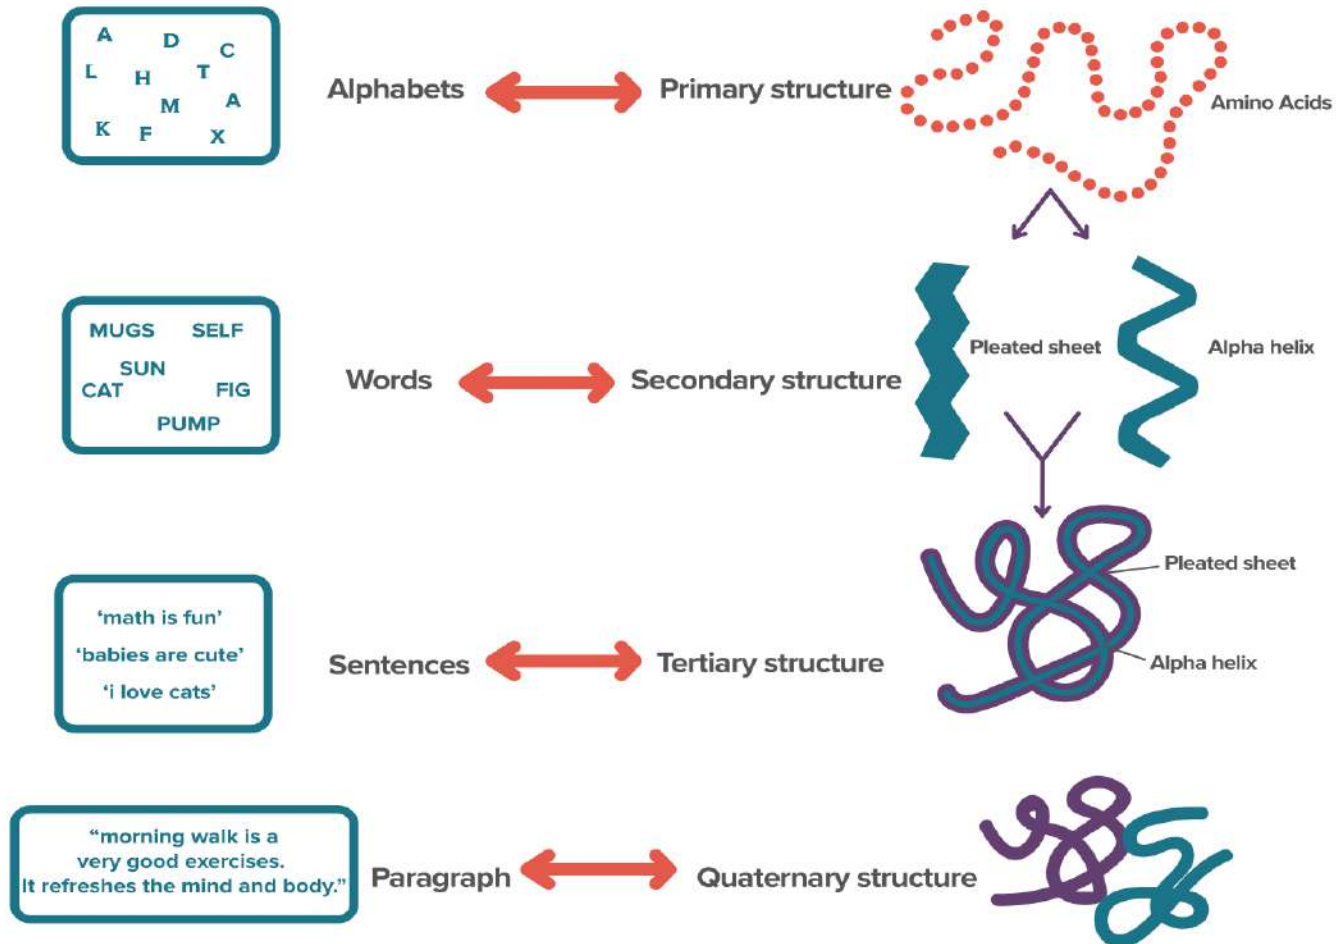 A D C
L H T
M A
K F X
Alphabets
Primary structure
Amino Acids
MUGS SELF
SUN
CAT FIG
PUMP
Words
Secondary structure
Pleated sheet
Alpha helix
‘math is fun’
‘babies are cute’
‘i love cats’
Sentences
Tertiary structure
Pleated sheet
Alpha helix
“morning walk is a
very good exercises.
It refreshes the mind and body.”
Paragraph
Quaternary structure